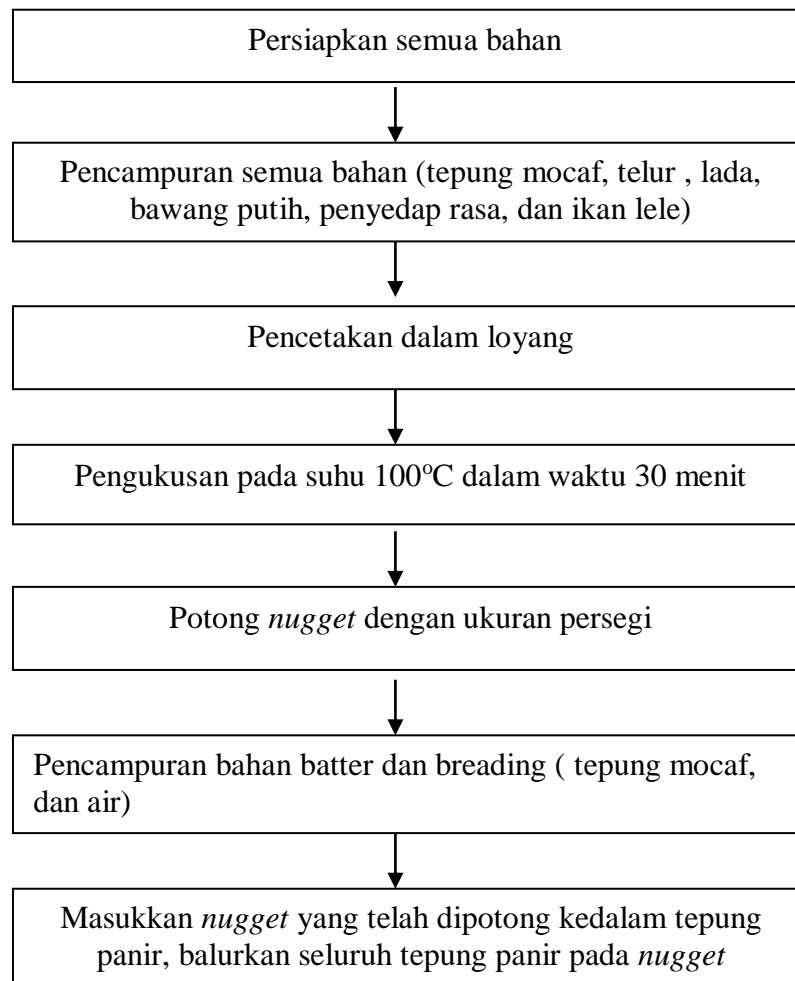 Persiapkan semua bahan
Pencampuran semua bahan (tepung mocaf, telur , lada,
bawang putih, penyedap rasa, dan ikan lele)
Pencetakan dalam loyang
Pengukusan pada suhu 100°C dalam waktu 30 menit
Potong nugget dengan ukuran persegi
Pencampuran bahan batter dan breading ( tepung mocaf,
dan air)
Masukkan nugget yang telah dipotong kedalam tepung
panir, balurkan seluruh tepung panir pada nugget